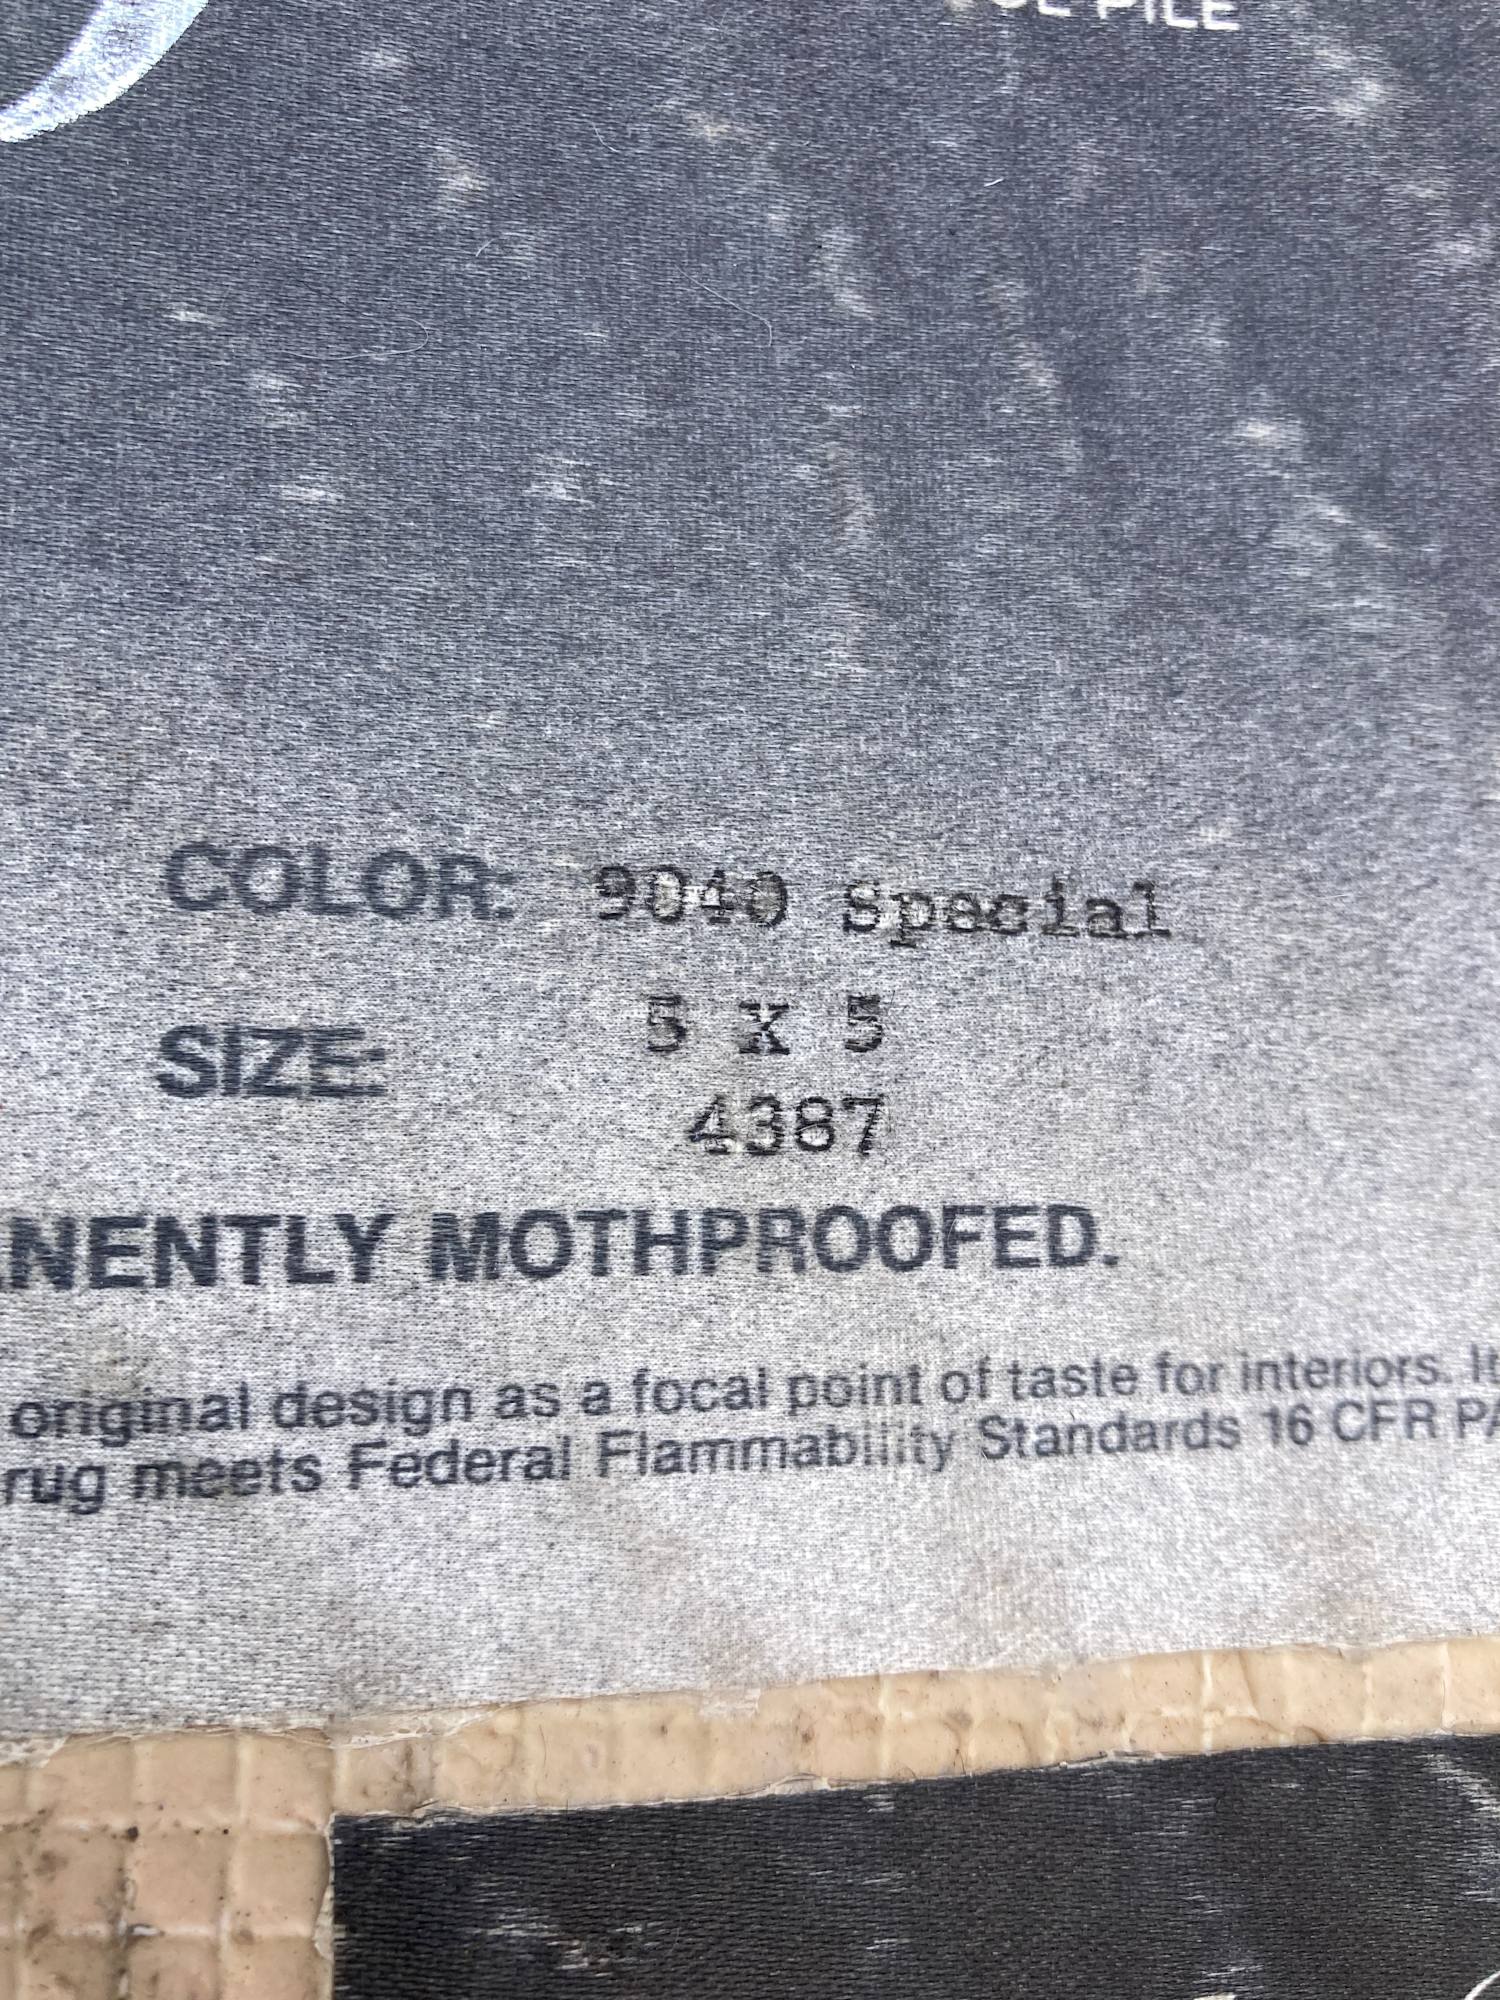 PILE
COLOR: 9040 Special
SIZE: 5 X 5
4387
NENTLY MOTHPROOFED.
original design as a focal point of taste for interiors. It
rug meets Federal Flammability Standards 16 CFR PA